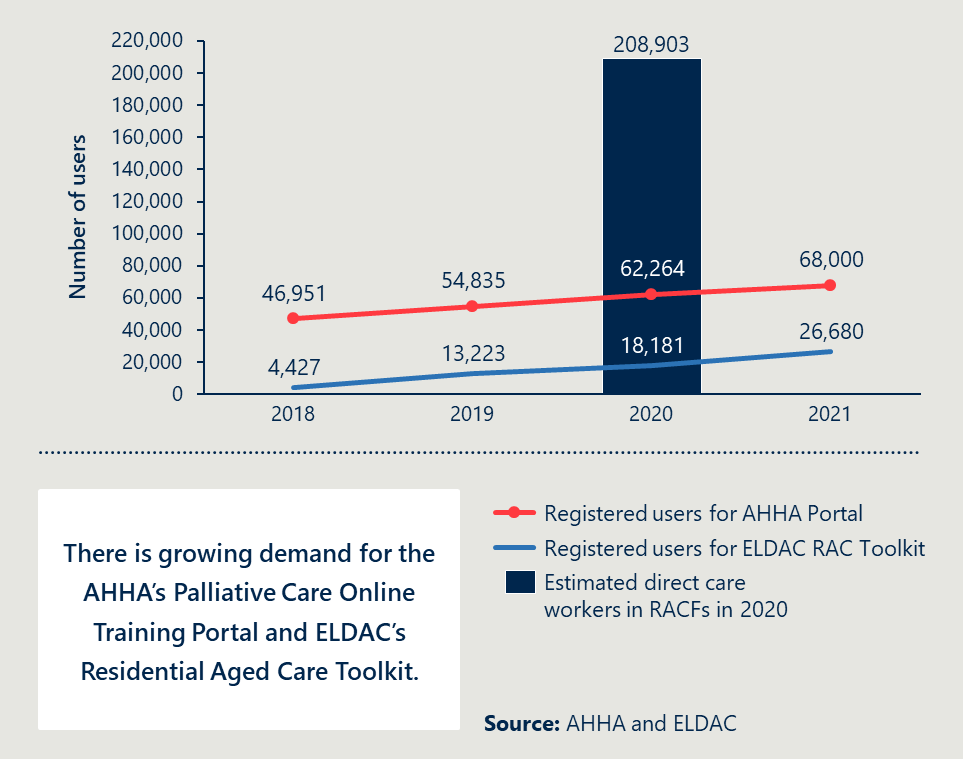 Number of users
220,000
200,000
180,000
160,000
140,000
120,000
100,000
80,000
60,000
40,000
20,000
0
208,903
46,951
54,835
62,264
68,000
4,427
13,223
18,181
26,680
2018
2019
2020
2021
There is growing demand for the
AHHA’s Palliative Care Online
Training Portal and ELDAC’s
Residential Aged Care Toolkit.
Registered users for AHHA Portal
Registered users for ELDAC RAC Toolkit
Estimated direct care
workers in RACFs in 2020
Source: AHHA and ELDAC